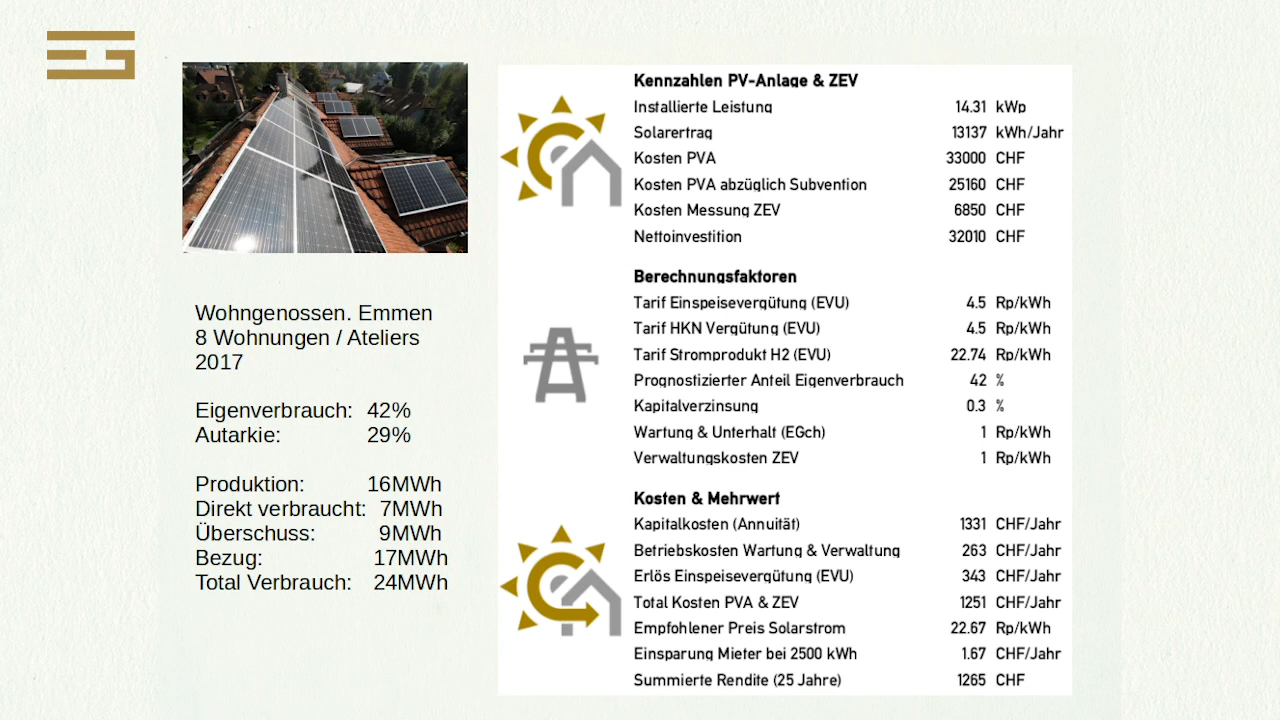 Wohngenossen. Emmen
8 Wohnungen / Ateliers
2017
Eigenverbrauch: 42%
Autarkie: 29%
Produktion: 16MWh
Direkt verbraucht: 7MWh
Überschuss: 9MWh
Bezug: 17MWh
Total Verbrauch: 24MWh
Kennzahlen PV-Anlage & ZEV
Installierte Leistung 14.31 kWp
Solarertrag 13137 kWh/Jahr
Kosten PVA 33000 CHF
Kosten PVA abzüglich Subvention 25160 CHF
Kosten Messung ZEV 6850 CHF
Nettoinvestition 32010 CHF
Berechnungsfaktoren
Tarif Einspeisevergütung (EVU) 4.5 Rp/kWh
Tarif HKN Vergütung (EVU) 4.5 Rp/kWh
Tarif Stromprodukt H2 (EVU) 22.74 Rp/kWh
Prognostizierter Anteil Eigenverbrauch 42 %
Kapitalverzinsung 0.3 %
Wartung & Unterhalt (EGch) 1 Rp/kWh
Verwaltungskosten ZEV 1 Rp/kWh
Kosten & Mehrwert
Kapitalkosten (Annuität) 1331 CHF/Jahr
Betriebskosten Wartung & Verwaltung 263 CHF/Jahr
Erlös Einspeisevergütung (EVU) 343 CHF/Jahr
Total Kosten PVA & ZEV 1251 CHF/Jahr
Empfohlener Preis Solarstrom 22.67 Rp/kWh
Einsparung Mieter bei 2500 kWh 1.67 CHF/Jahr
Summierte Rendite (25 Jahre) 1265 CHF